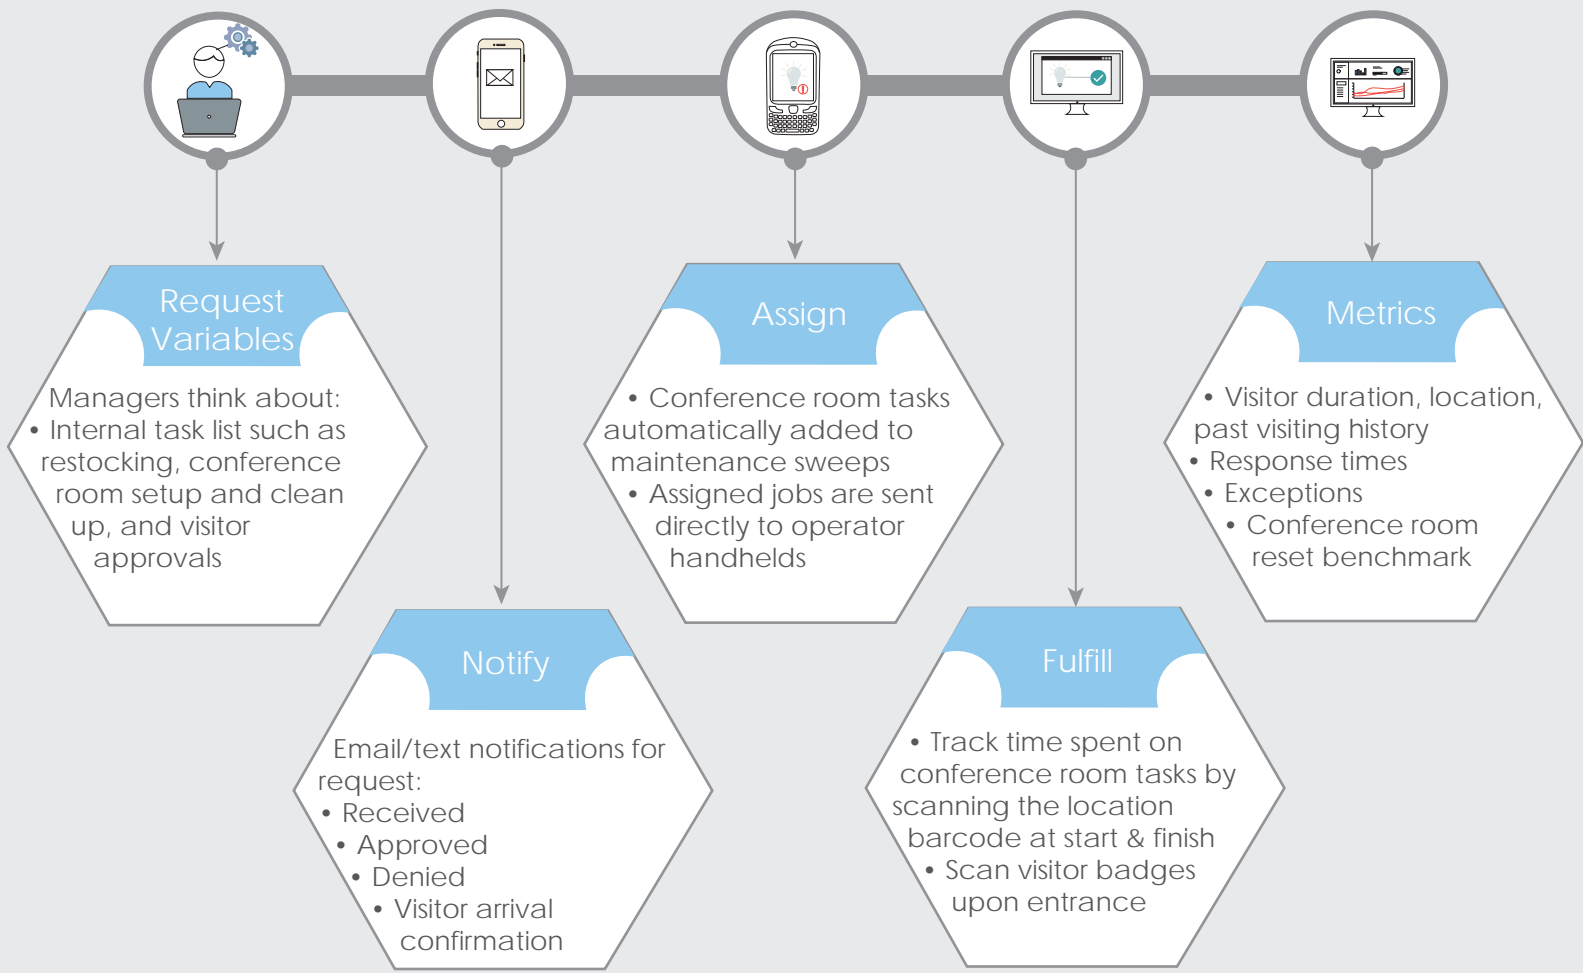 Request
Variables
Managers think about:
• Internal task list such as
restocking, conference
room setup and clean
up, and visitor
approvals
Notify
Email/text notifications for
request:
• Received
• Approved
• Denied
• Visitor arrival
confirmation
Assign
• Conference room tasks
automatically added to
maintenance sweeps
• Assigned jobs are sent
directly to operator
handhelds
Fulfill
• Track time spent on
conference room tasks by
scanning the location
barcode at start & finish
• Scan visitor badges
upon entrance
Metrics
• Visitor duration, location,
past visiting history
• Response times
• Exceptions
• Conference room
reset benchmark